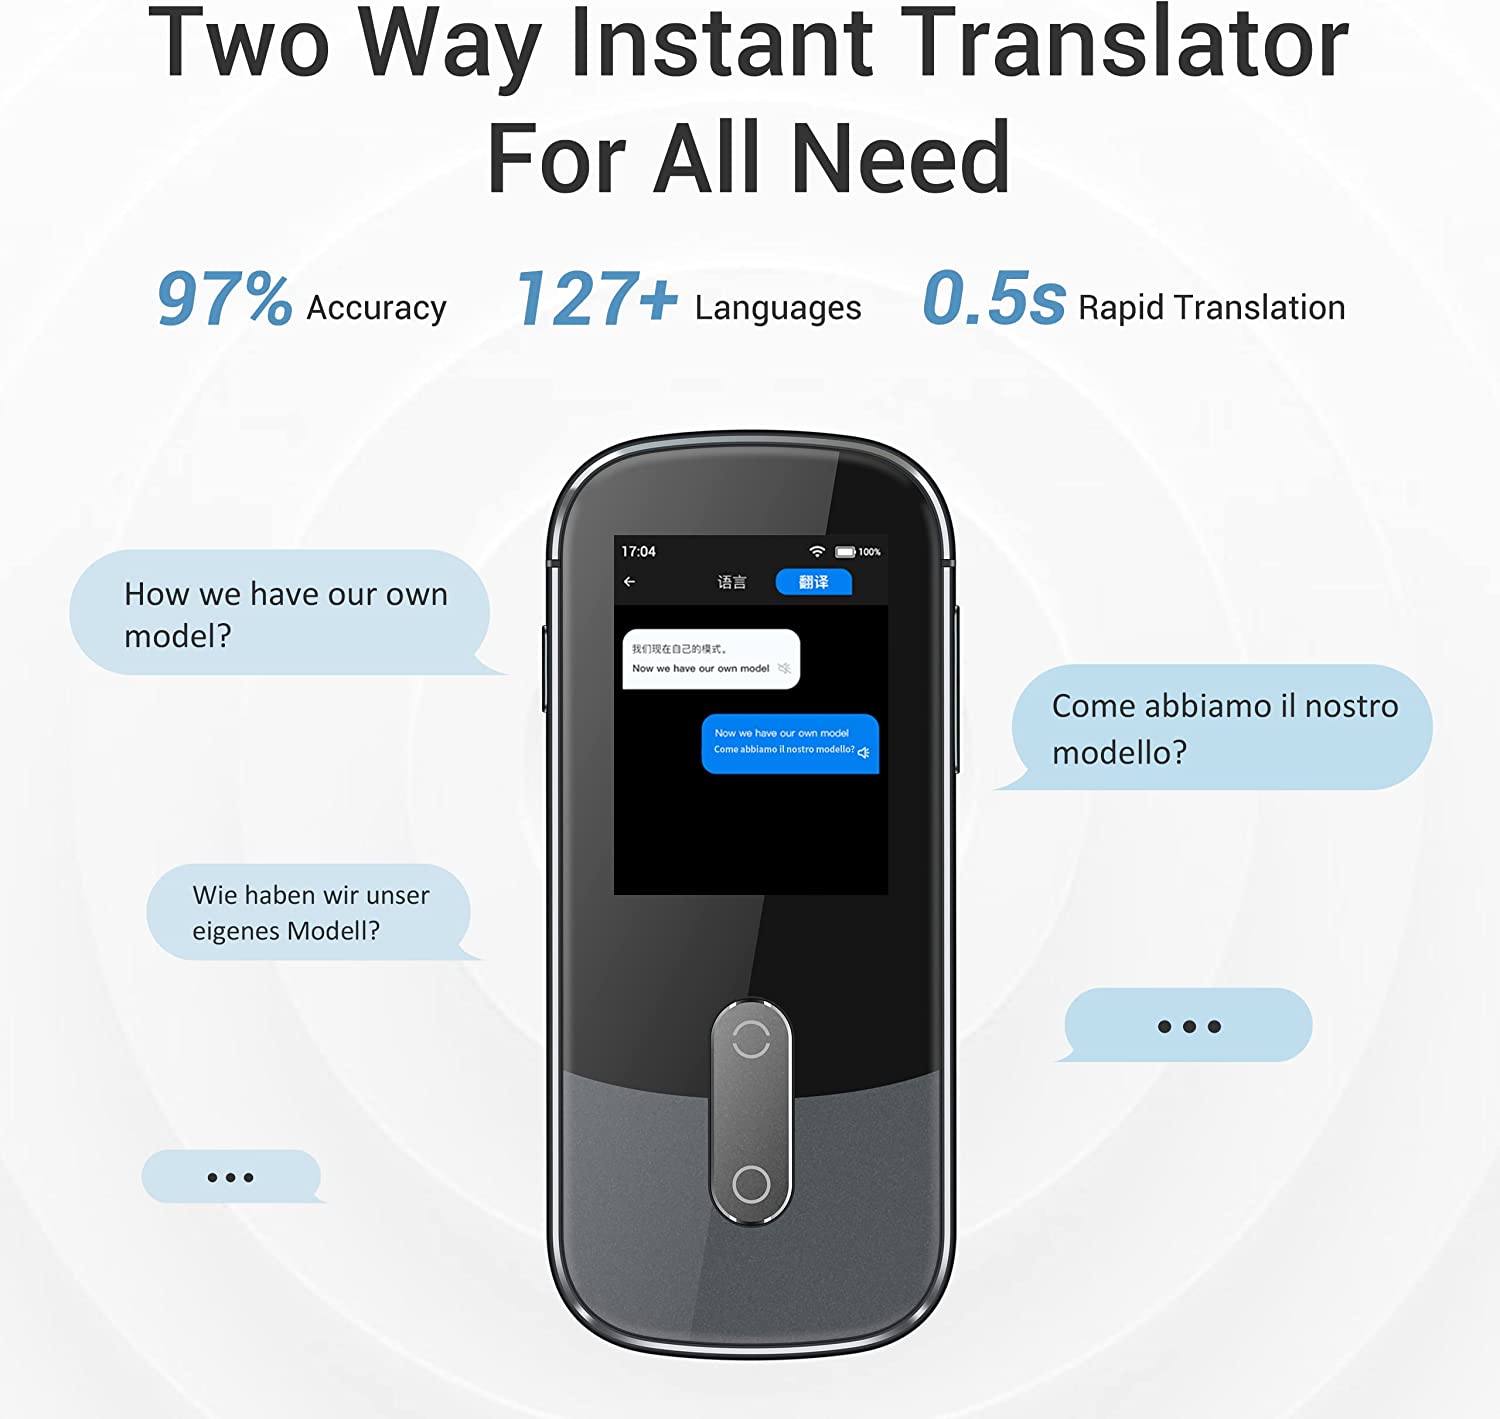 Two Way Instant Translator
For All Need
97% Accuracy 127+ Languages 0.5s Rapid Translation
17:04 100%
语言 翻译
How we have our own
model?
我们现在自己的模式。
Now we have our own model
Come abbiamo il nostro
modello?
Now we have our own model
Come abbiamo il nostro modello?
Wie haben wir unser
eigenes Modell?
•••
•••